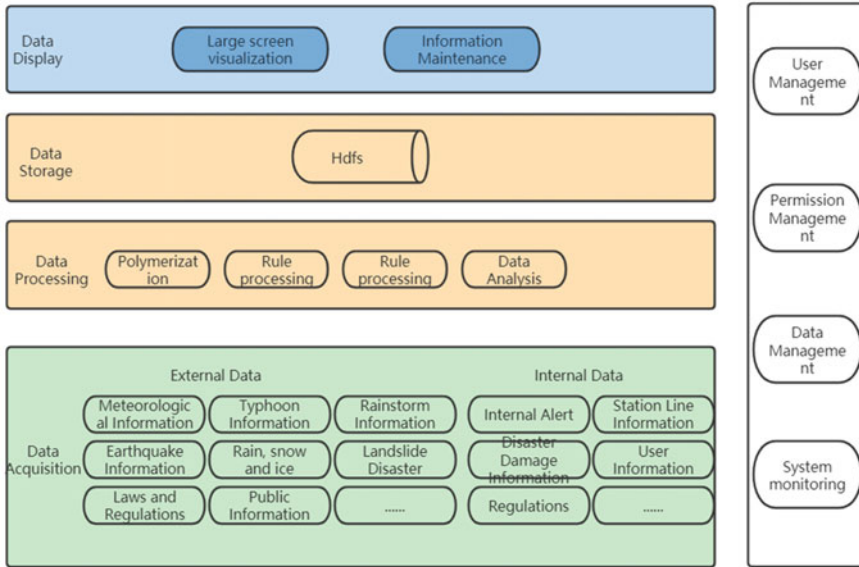 Data
Display
Large screen
visualization
Information
Maintenance
Data
Storage
Hdfs
Data
Processing
Polymerizat
ion
Rule
processing
Rule
processing
Data
Analysis
Data
Acquisition
External Data
Internal Data
Meteorologic
al Information
Typhoon
Information
Rainstorm
Information
Internal Alert
Station Line
Information
Earthquake
Information
Rain, snow
and ice
Landslide
Disaster
Disaster
Damage
Information
User
Information
Laws and
Regulations
Public
Information
......
Regulations
......
User
Manageme
nt
Permission
Manageme
nt
Data
Manageme
nt
System
monitoring